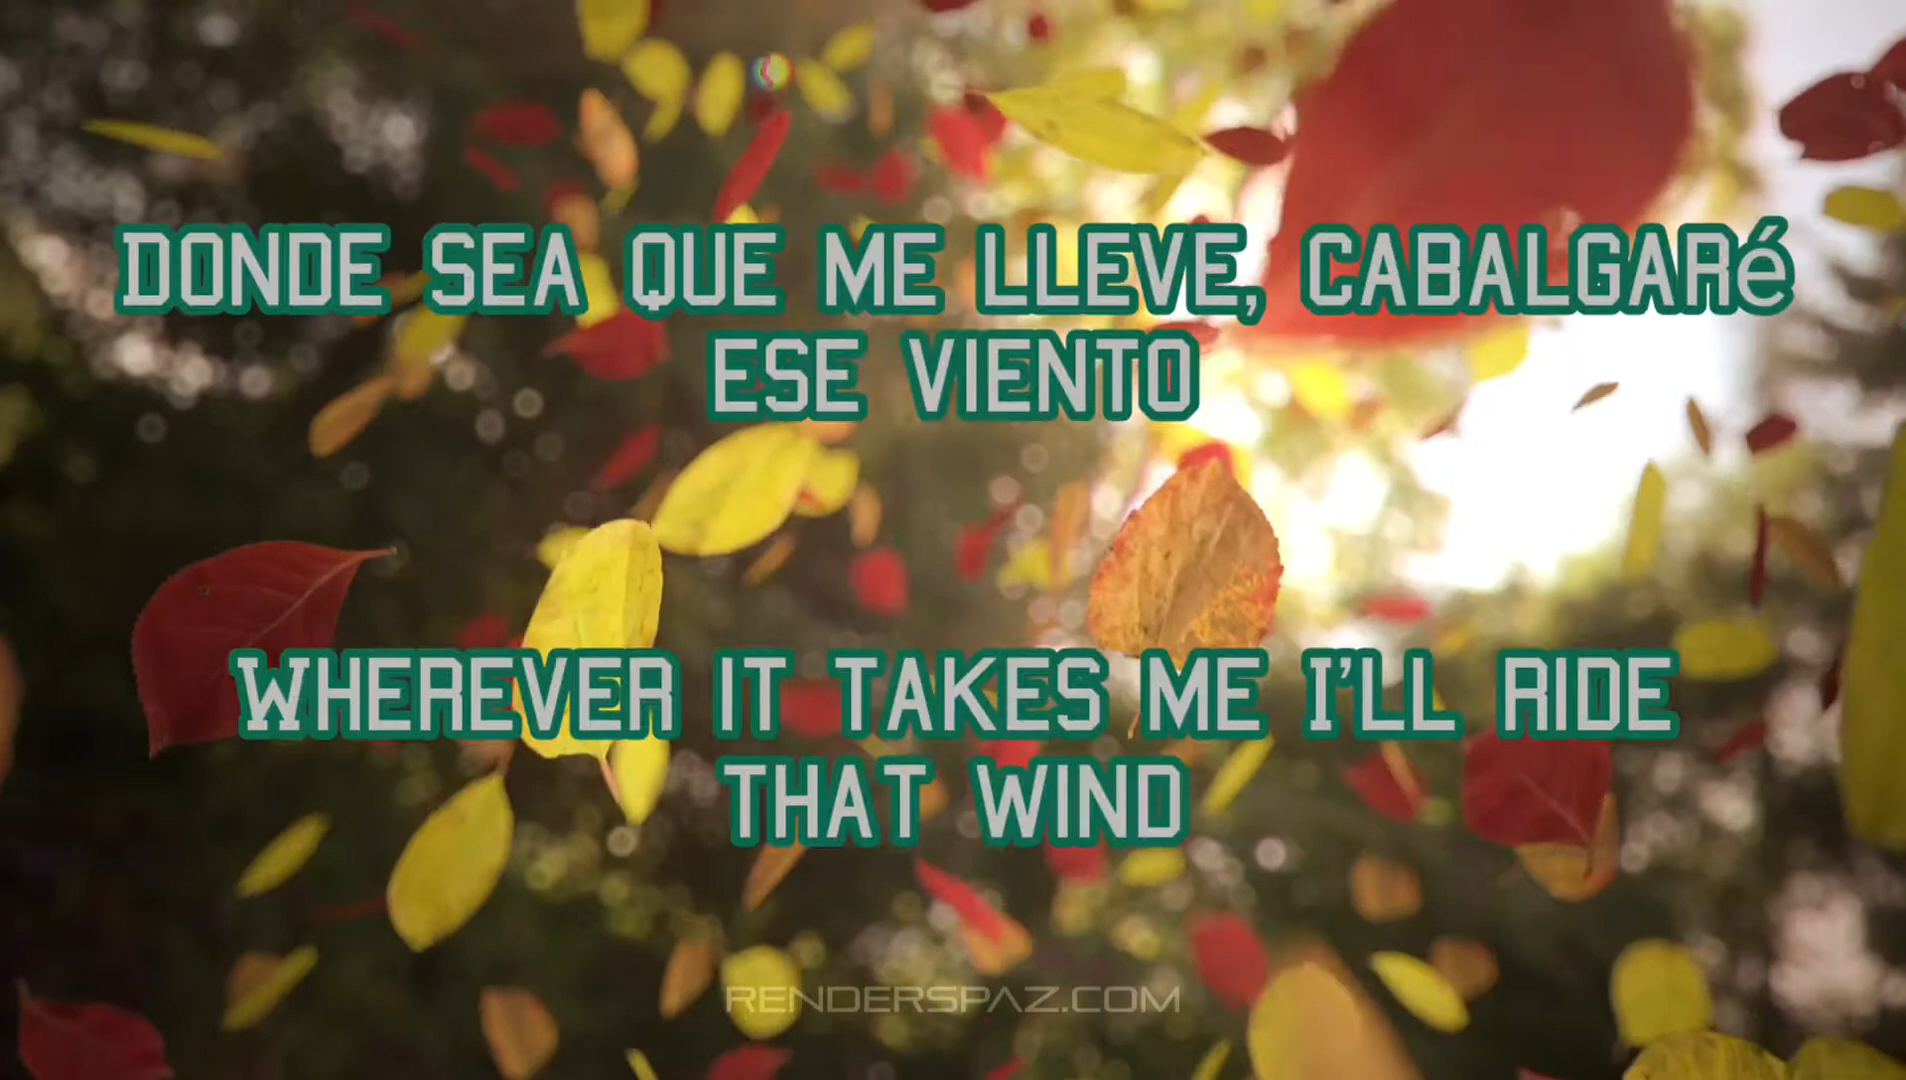 DONDE SEA QUE ME LLEVE, CABALGARé
ESE VIENTO
WHEREVER IT TAKES ME I'LL RIDE
THAT WIND
RENDERSPAZ.COM